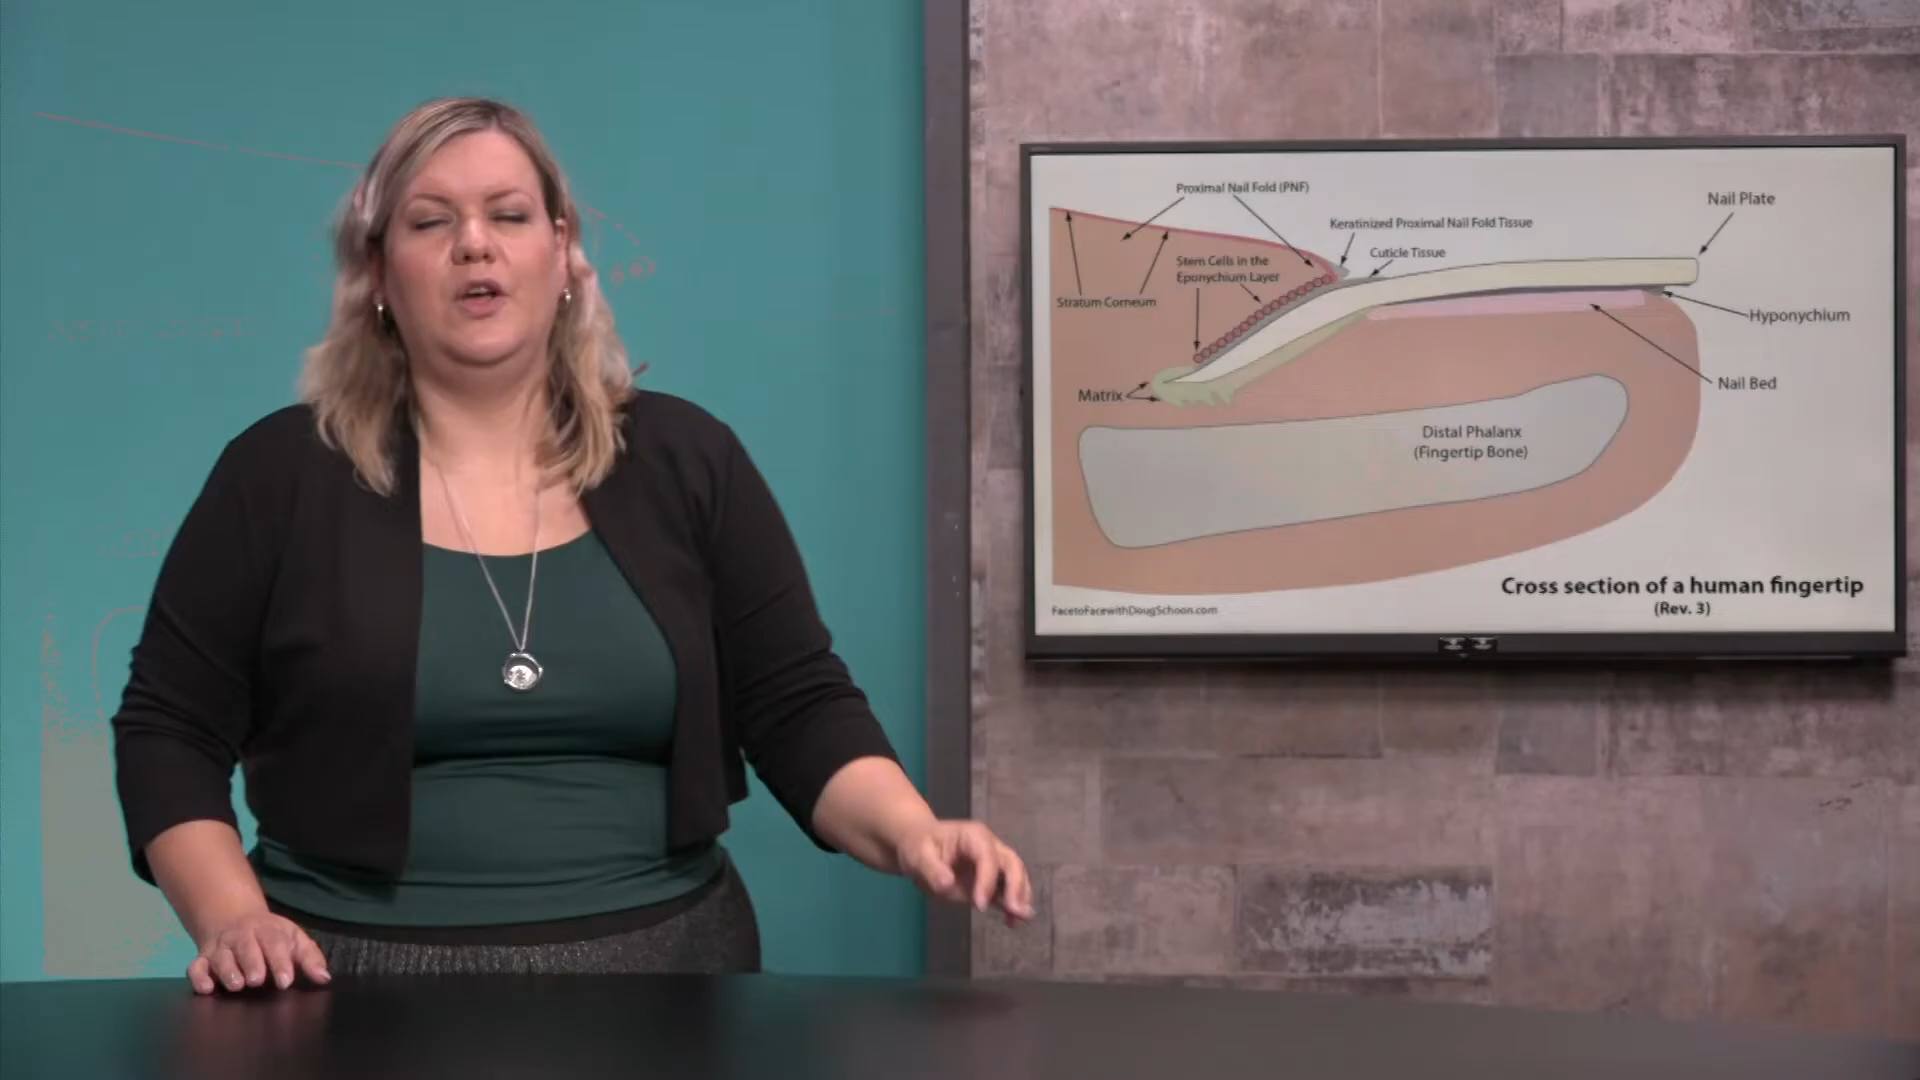 Proximal Nail Fold (PNF)
Nail Plate
Keratinized Proximal Nail Fold Tissue
Cuticle Tissue
Stem Cells in the
Eponychium Layer
Stratum Corneum
Hyponychium
Nail Bed
Matrix
Distal Phalanx
(Fingertip Bone)
Cross section of a human fingertip
(Rev. 3)
FacetoFacewithDougSchoon.com